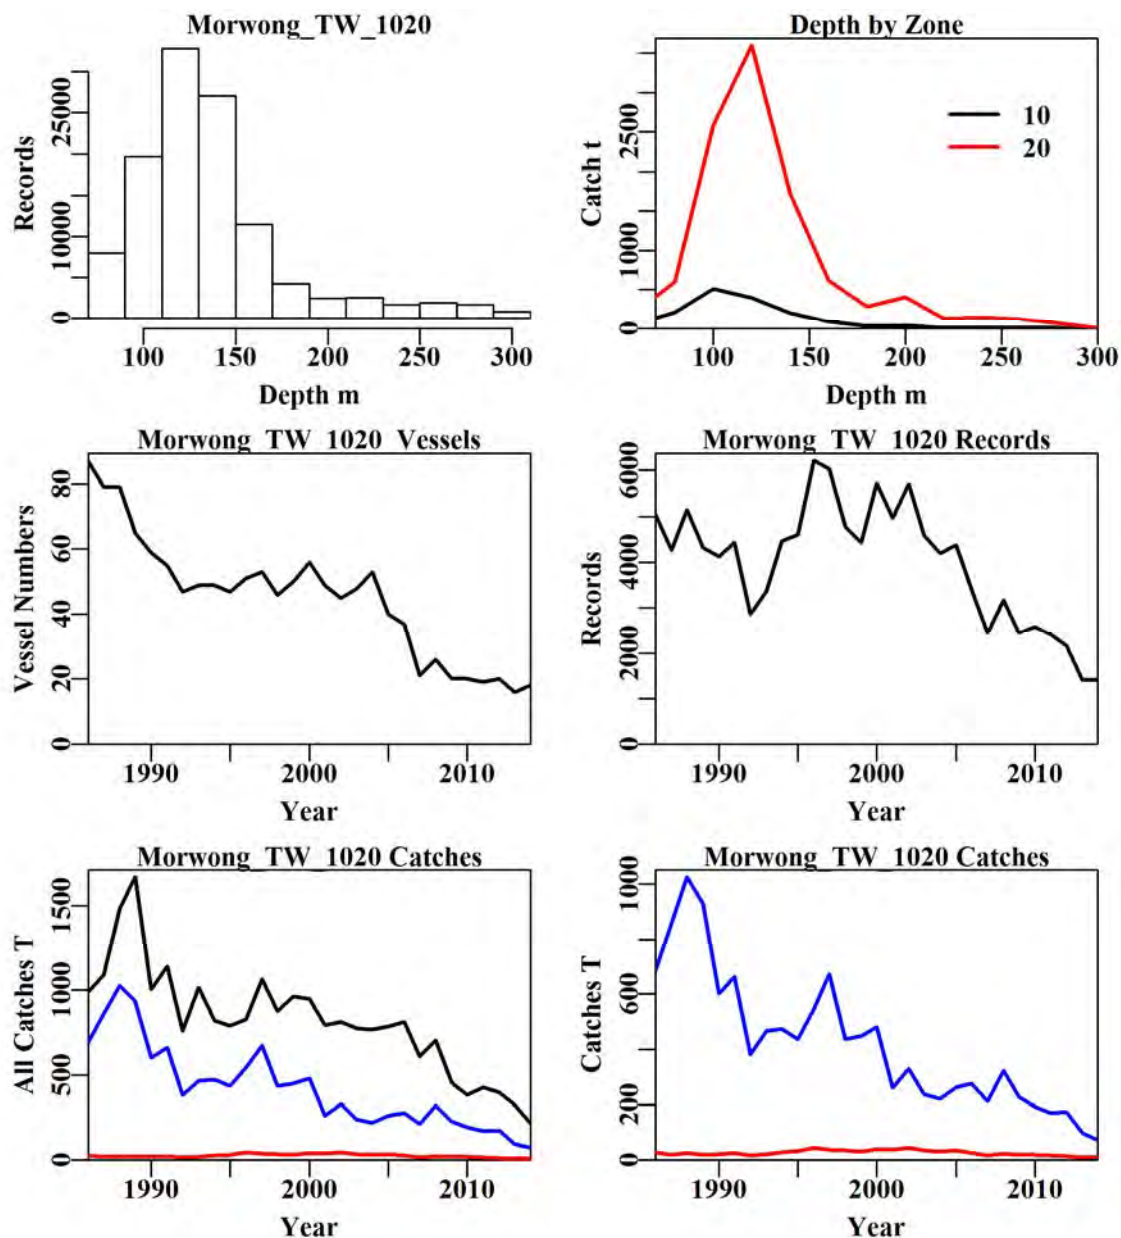 Morwong_TW_1020
Records
0
10000
25000
100
150
200
250
300
Depth m
Depth by Zone
Catch t
0
1000
2500
10
20
100
150
200
250
300
Depth m
Morwong_TW_1020_Vessels
Vessel Numbers
0
20
40
60
80
1990
2000
2010
Year
Morwong_TW_1020 Records
Records
0
2000
4000
6000
1990
2000
2010
Year
Morwong_TW_1020 Catches
All Catches T
0
500
1000
1500
1990
2000
2010
Year
Morwong_TW_1020 Catches
Catches T
0
200
600
1000
1990
2000
2010
Year